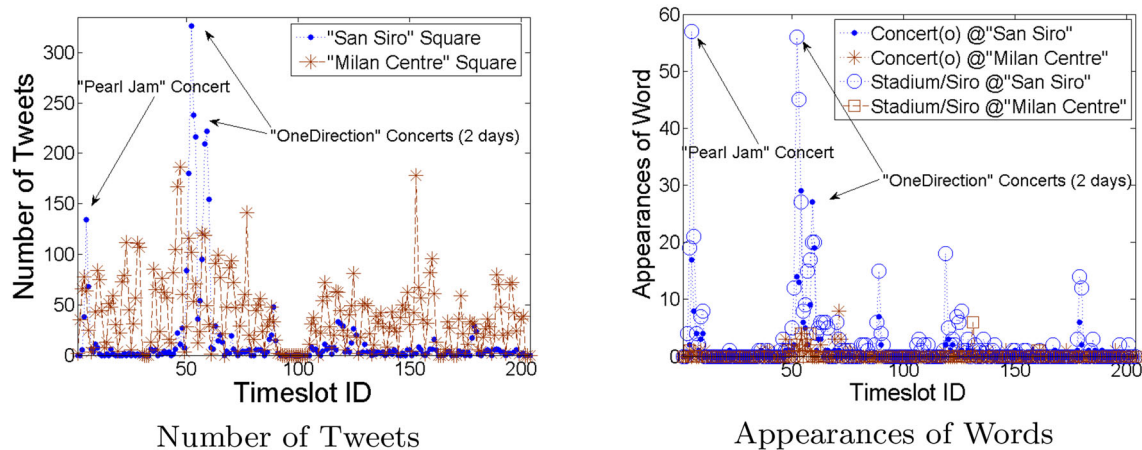 300
250
200
150
100
50
0
50
100
150
200
Number of Tweets
Timeslot ID
"San Siro" Square
"Milan Centre" Square
"Pearl Jam" Concert
"OneDirection" Concerts (2 days)
Number of Tweets
60
50
40
30
20
10
0
0
50
100
150
200
Appearances of Word
Timeslot ID
Concert(o) @"San Siro"
Concert(o) @"Milan Centre"
Stadium/Siro @"San Siro"
Stadium/Siro @"Milan Centre"
"Pearl Jam" Concert
"OneDirection" Concerts (2 days)
Appearances of Words